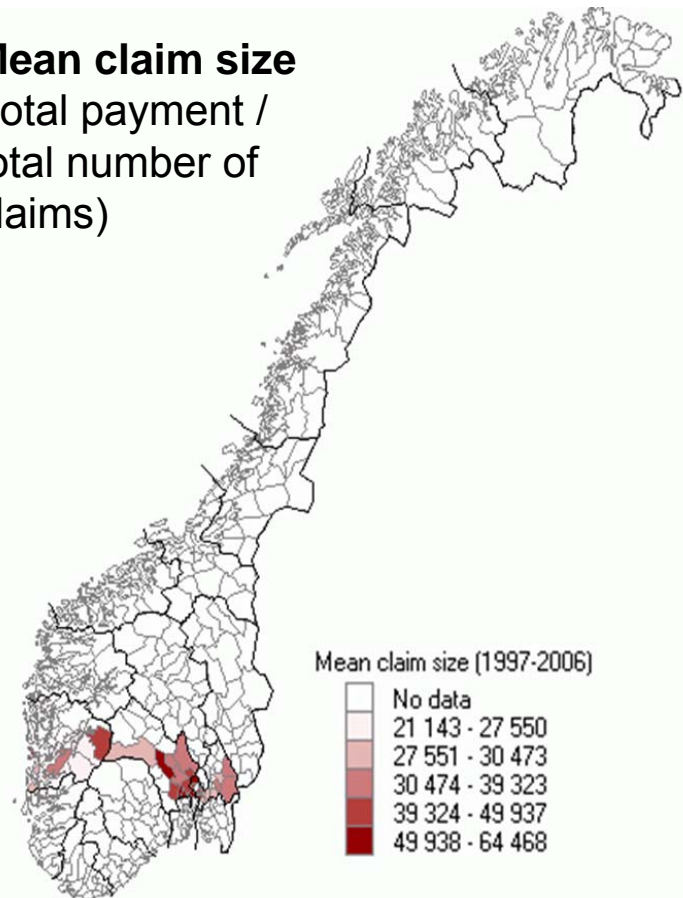 Mean claim size
otal payment /
otal number of
laims)
Mean claim size (1997-2006)
No data
21 143 - 27 550
27 551 - 30 473
30 474 - 39 323
39 324 - 49 937
49 938 - 64 468